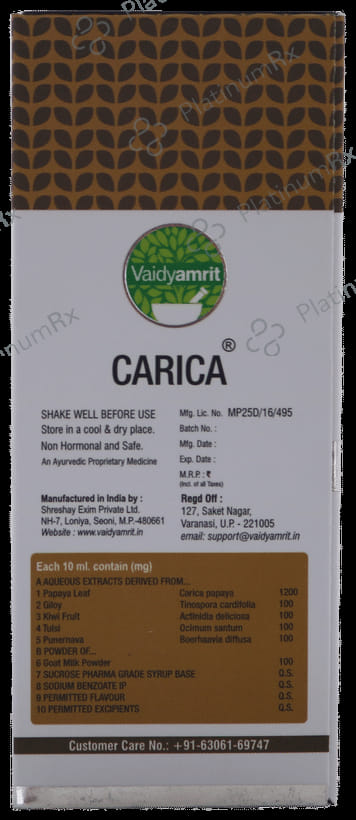 Vaidyamrit
CARICA®
SHAKE WELL BEFORE USE
Store in a cool & dry place.
Non Hormonal and Safe.
An Ayurvedic Proprietary Medicine
Mfg. Lic. No. MP25D/16/495
Batch No. :
Mfg. Date :
Exp. Date :
M.R.P. : ₹
(Incl. of all Taxes)
Manufactured in India by :
Shreshay Exim Private Ltd.
NH-7, Loniya, Seoni, M.P.-480661
Website : www.vaidyamrit.in
Regd Off :
127, Saket Nagar,
Varanasi, U.P. - 221005
email: support@vaidyamrit.in
Each 10 ml. contain (mg)
A AQUEOUS EXTRACTS DERIVED FROM...
1 Papaya Leaf Carica papaya 1200
2 Giloy Tinospora cardifolia 100
3 Kiwi Fruit Actinidia deliciosa 100
4 Tulsi Ocimum santum 100
5 Punernava Boerhaavia diffusa 100
B POWDER OF...
6 Goat Milk Powder 100
7 SUCROSE PHARMA GRADE SYRUP BASE Q.S.
8 SODIUM BENZOATE IP Q.S.
9 PERMITTED FLAVOUR Q.S.
10 PERMITTED EXCIPIENTS Q.S.
Customer Care No.: +91-63061-69747
PlatinumRx
PlatinumRx
PlatinumRx